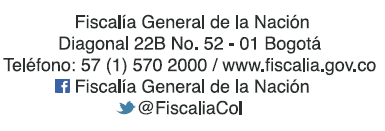 Fiscalía General de la Nación
Diagonal 22B No. 52 - 01 Bogotá
Teléfono: 57 (1) 570 2000 / www.fiscalia.gov.co
Fiscalía General de la Nación
@FiscaliaCol